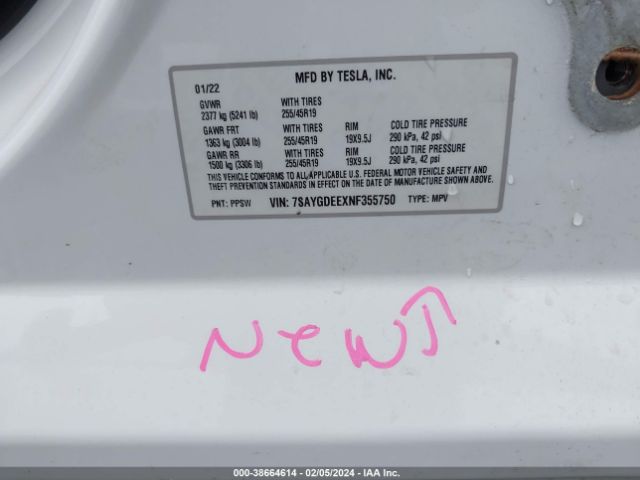 MFD BY TESLA, INC.
01/22
GVWR WITH TIRES
2377 kg (5241 lb) 255/45R19
GAWR FRT WITH TIRES RIM COLD TIRE PRESSURE
1363 kg (3004 lb) 255/45R19 19X9.5J 290 kPa, 42 psi
GAWR RR WITH TIRES RIM COLD TIRE PRESSURE
1500 kg (3306 lb) 255/45R19 19X9.5J 290 kPa, 42 psi
THIS VEHICLE CONFORMS TO ALL APPLICABLE U.S. FEDERAL MOTOR VEHICLE SAFETY AND
THEFT PREVENTION STANDARDS IN EFFECT ON THE DATE OF MANUFACTURE SHOWN ABOVE.
PNT: PPSW VIN: 7SAYGDEEXNF355750 TYPE: MPV
New
000-38664614 - 02/05/2024 - IAA Inc.